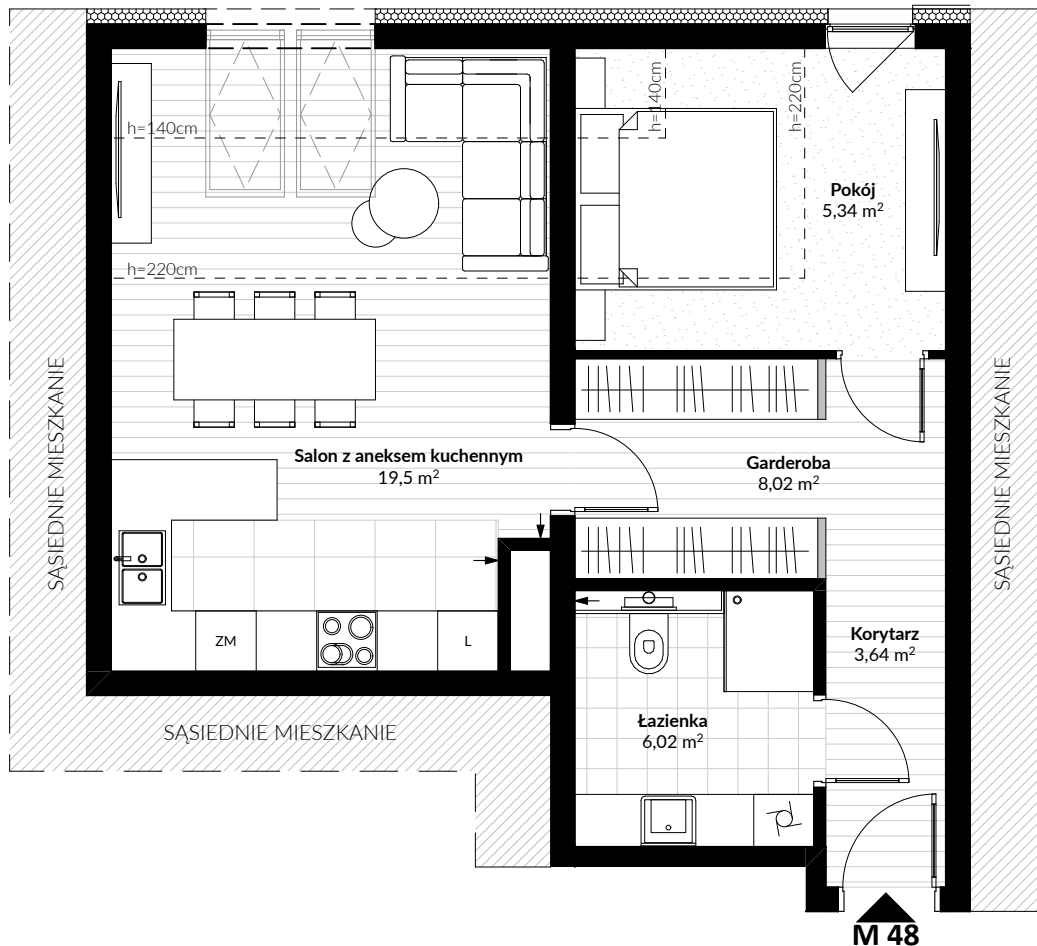 h=140cm
h=140cm
h=220cm
Pokój
5,34 m²
h=220cm
SĄSIEDNIE MIESZKANIE
SĄSIEDNIE MIESZKANIE
Salon z aneksem kuchennym
19,5 m²
Garderoba
8,02 m²
ZM
L
Korytarz
3,64 m²
SĄSIEDNIE MIESZKANIE
Łazienka
6,02 m²
M 48